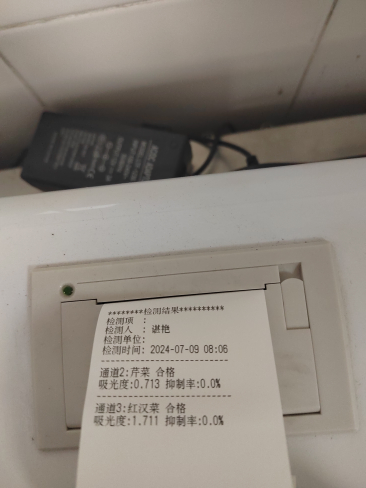 ********检测结果**********
检测项 :
检测人 : 谌艳
检测单位:
检测时间: 2024-07-09 08:06
通道2:芹菜 合格
吸光度:0.713 抑制率:0.0%
通道3:红汉菜 合格
吸光度:1.711 抑制率:0.0%